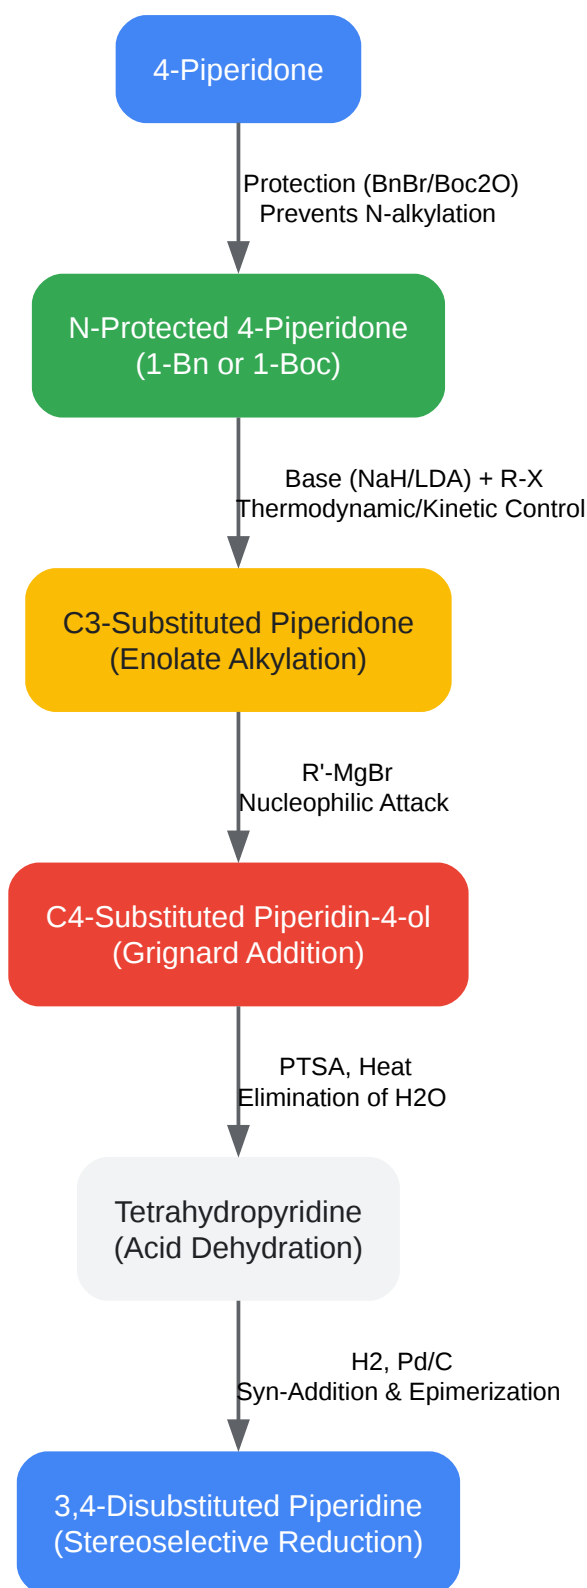 4-Piperidone
Protection (BnBr/Boc2O)
Prevents N-alkylation
N-Protected 4-Piperidone
(1-Bn or 1-Boc)
Base (NaH/LDA) + R-X
Thermodynamic/Kinetic Control
C3-Substituted Piperidone
(Enolate Alkylation)
R'-MgBr
Nucleophilic Attack
C4-Substituted Piperidin-4-ol
(Grignard Addition)
PTSA, Heat
Elimination of H2O
Tetrahydropyridine
(Acid Dehydration)
H2, Pd/C
Syn-Addition & Epimerization
3,4-Disubstituted Piperidine
(Stereoselective Reduction)